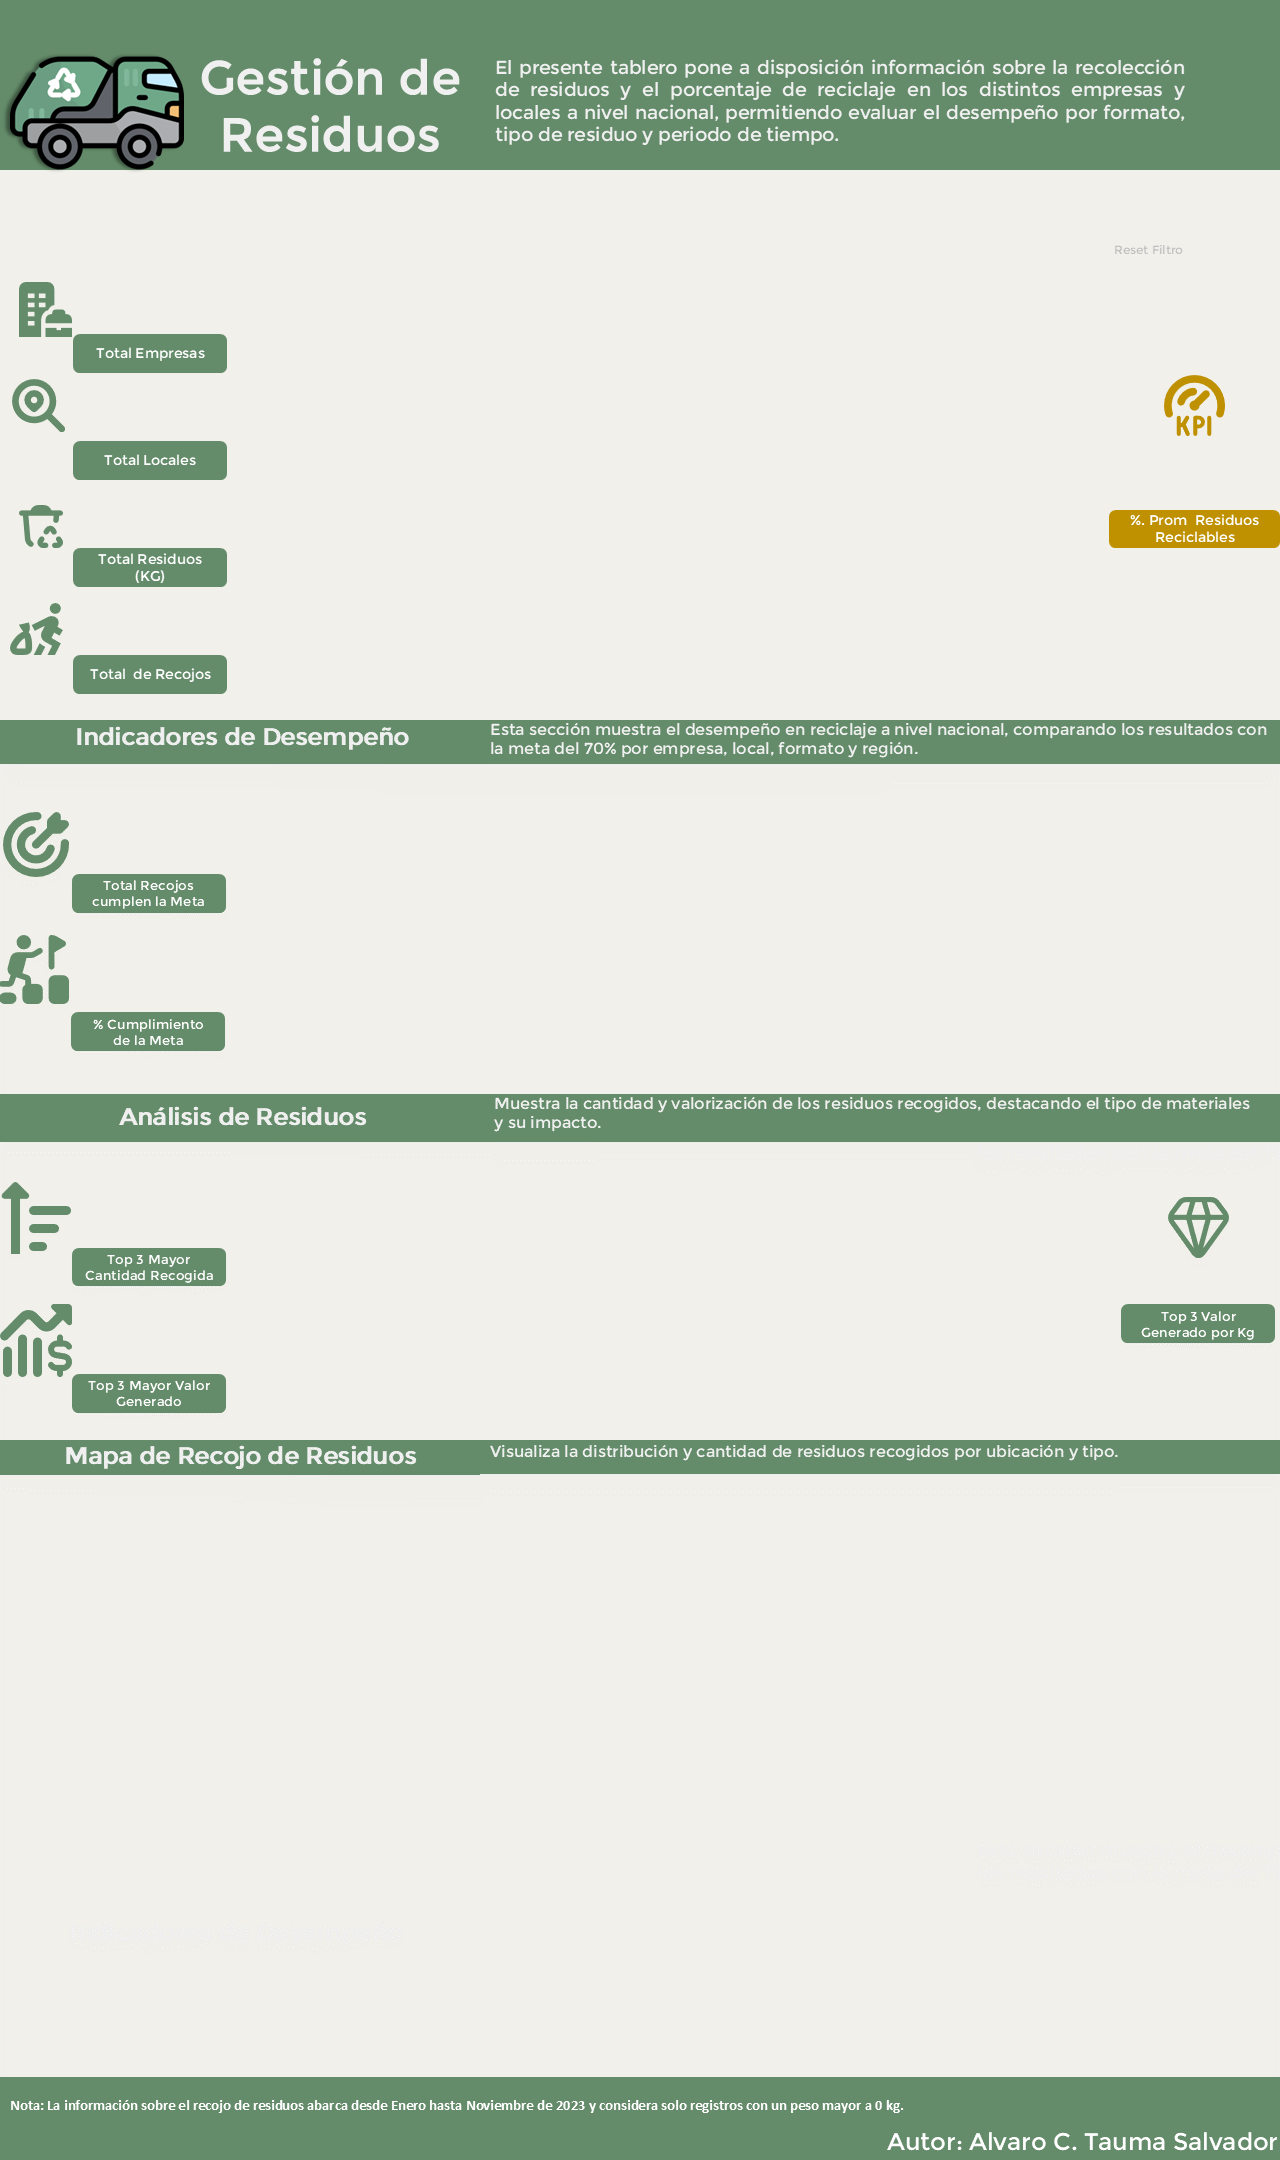 Gestión de
Residuos
El presente tablero pone a disposición información sobre la recolección
de residuos y el porcentaje de reciclaje en los distintos empresas y
locales a nivel nacional, permitiendo evaluar el desempeño por formato,
tipo de residuo y periodo de tiempo.
Reset Filtro
Total Empresas
Total Locales
KPI
%. Prom Residuos
Reciclables
Total Residuos
(KG)
Total de Recojos
Indicadores de Desempeño
Esta sección muestra el desempeño en reciclaje a nivel nacional, comparando los resultados con
la meta del 70% por empresa, local, formato y región.
Total Recojos
cumplen la Meta
% Cumplimiento
de la Meta
Análisis de Residuos
Muestra la cantidad y valorización de los residuos recogidos, destacando el tipo de materiales
y su impacto.
Top 3 Mayor
Cantidad Recogida
Top 3 Valor
Generado por Kg
Top 3 Mayor Valor
Generado
Mapa de Recojo de Residuos
Visualiza la distribución y cantidad de residuos recogidos por ubicación y tipo.
Nota: La información sobre el recojo de residuos abarca desde Enero hasta Noviembre de 2023 y considera solo registros con un peso mayor a 0 kg.
Autor: Alvaro C. Tauma Salvador